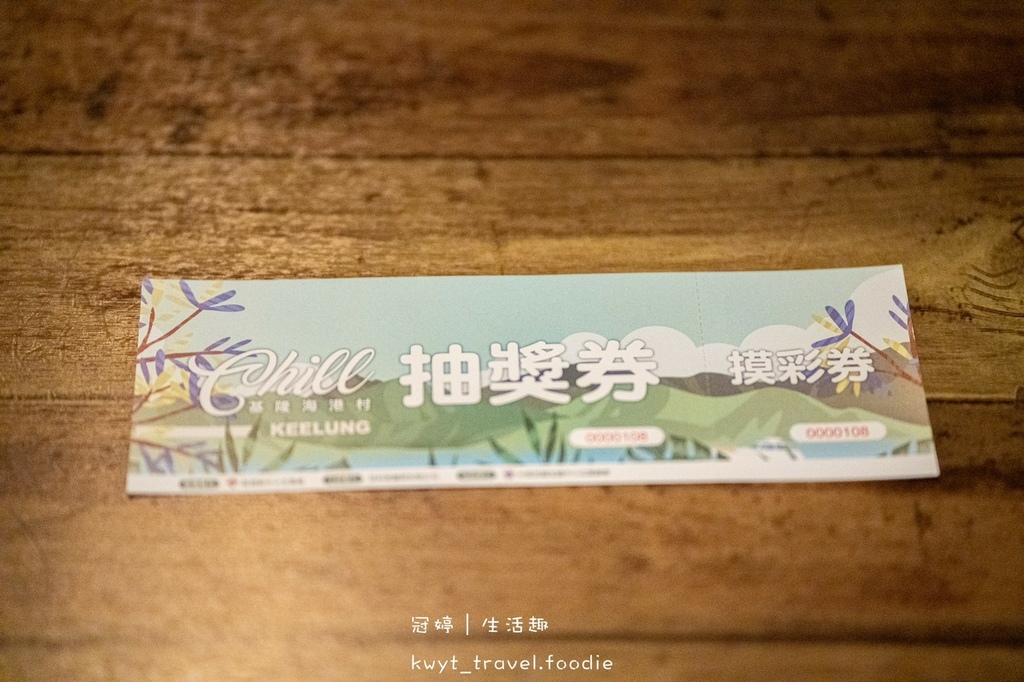 Chill
基隆海港村
KEELUNG
抽獎券
0000108
摸彩券
0000108
冠婷 | 生活趣
kwyt_travel.foodie